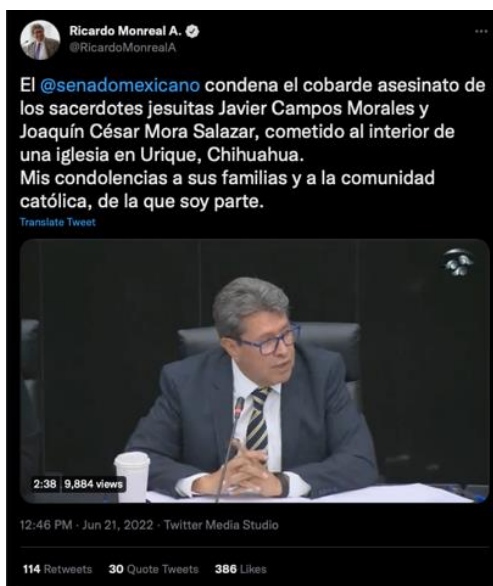 Ricardo Monreal A.
@RicardoMonrealA
El @senadomexicano condena el cobarde asesinato de
los sacerdotes jesuitas Javier Campos Morales y
Joaquín César Mora Salazar, cometido al interior de
una iglesia en Urique, Chihuahua.
Mis condolencias a sus familias y a la comunidad
católica, de la que soy parte.
Translate Tweet
2:38 9,884 views
12:46 PM · Jun 21, 2022 · Twitter Media Studio
114 Retweets 30 Quote Tweets 386 Likes